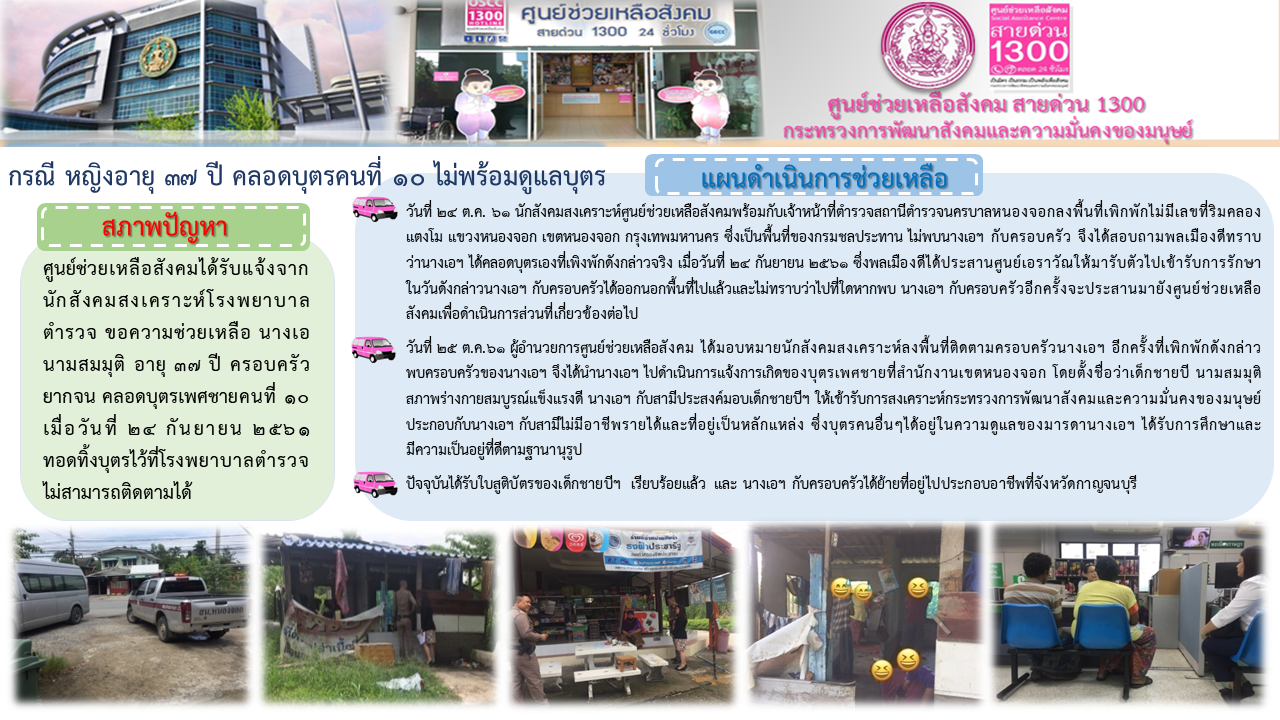 OSCC
1300
HOTLINE
ศูนย์ช่วยเหลือสังคม
สายด่วน 1300 24 ชั่วโมง
ศูนย์ช่วยเหลือสังคม
Social Assistance Centre
สายด่วน
1300
ตลอด 24 ชั่วโมง
ศูนย์ช่วยเหลือสังคม สายด่วน 1300
กระทรวงการพัฒนาสังคมและความมั่นคงของมนุษย์
กรณี หญิงอายุ ๓๗ ปี คลอดบุตรคนที่ ๑๐ ไม่พร้อมดูแลบุตร
สภาพปัญหา
ศูนย์ช่วยเหลือสังคมได้รับแจ้งจาก
นักสังคมสงเคราะห์โรงพยาบาล
ตำรวจ ขอความช่วยเหลือ นางเอ
นามสมมุติ อายุ ๓๗ ปี ครอบครัว
ยากจน คลอดบุตรเพศชายคนที่ ๑๐
เมื่อวันที่ ๒๔ กันยายน ๒๕๖๑
ทอดทิ้งบุตรไว้ที่โรงพยาบาลตำรวจ
ไม่สามารถติดตามได้
แผนดำเนินการช่วยเหลือ
วันที่ ๒๔ ต.ค. ๖๑ นักสังคมสงเคราะห์ศูนย์ช่วยเหลือสังคมพร้อมกับเจ้าหน้าที่ตำรวจสถานีตำรวจนครบาลหนองจอกลงพื้นที่เพิกพักไม่มีเลขที่ริมคลอง
แตงโม แขวงหนองจอก เขตหนองจอก กรุงเทพมหานคร ซึ่งเป็นพื้นที่ของกรมชลประทาน ไม่พบนางเอฯ กับครอบครัว จึงได้สอบถามพลเมืองดีทราบ
ว่านางเอฯ ได้คลอดบุตรเองที่เพิงพักดังกล่าวจริง เมื่อวันที่ ๒๔ กันยายน ๒๕๖๑ ซึ่งพลเมืองดีได้ประสานศูนย์เอราวัณให้มารับตัวไปเข้ารับการรักษา
ในวันดังกล่าวนางเอฯ กับครอบครัวได้ออกนอกพื้นที่ไปแล้วและไม่ทราบว่าไปที่ใดหากพบ นางเอฯ กับครอบครัวอีกครั้งจะประสานมายังศูนย์ช่วยเหลือ
สังคมเพื่อดำเนินการส่วนที่เกี่ยวข้องต่อไป
วันที่ ๒๕ ต.ค.๖๑ ผู้อำนวยการศูนย์ช่วยเหลือสังคม ได้มอบหมายนักสังคมสงเคราะห์ลงพื้นที่ติดตามครอบครัวนางเอฯ อีกครั้งที่เพิกพักดังกล่าว
พบครอบครัวของนางเอฯ จึงได้นำนางเอฯ ไปดำเนินการแจ้งการเกิดของบุตรเพศชายที่สำนักงานเขตหนองจอก โดยตั้งชื่อว่าเด็กชายบี นามสมมุติ
สภาพร่างกายสมบูรณ์แข็งแรงดี นางเอฯ กับสามีประสงค์มอบเด็กชายบีฯ ให้เข้ารับการสงเคราะห์กระทรวงการพัฒนาสังคมและความมั่นคงของมนุษย์
ประกอบกับนางเอฯ กับสามีไม่มีอาชีพรายได้และที่อยู่เป็นหลักแหล่ง ซึ่งบุตรคนอื่นๆได้อยู่ในความดูแลของมารดานางเอฯ ได้รับการศึกษาและ
มีความเป็นอยู่ที่ดีตามฐานานุรูป
ปัจจุบันได้รับใบสูติบัตรของเด็กชายบีฯ เรียบร้อยแล้ว และ นางเอฯ กับครอบครัวได้ย้ายที่อยู่ไปประกอบอาชีพที่จังหวัดกาญจนบุรี
สน.หนองจอก
ธงฟ้าประชารัฐ